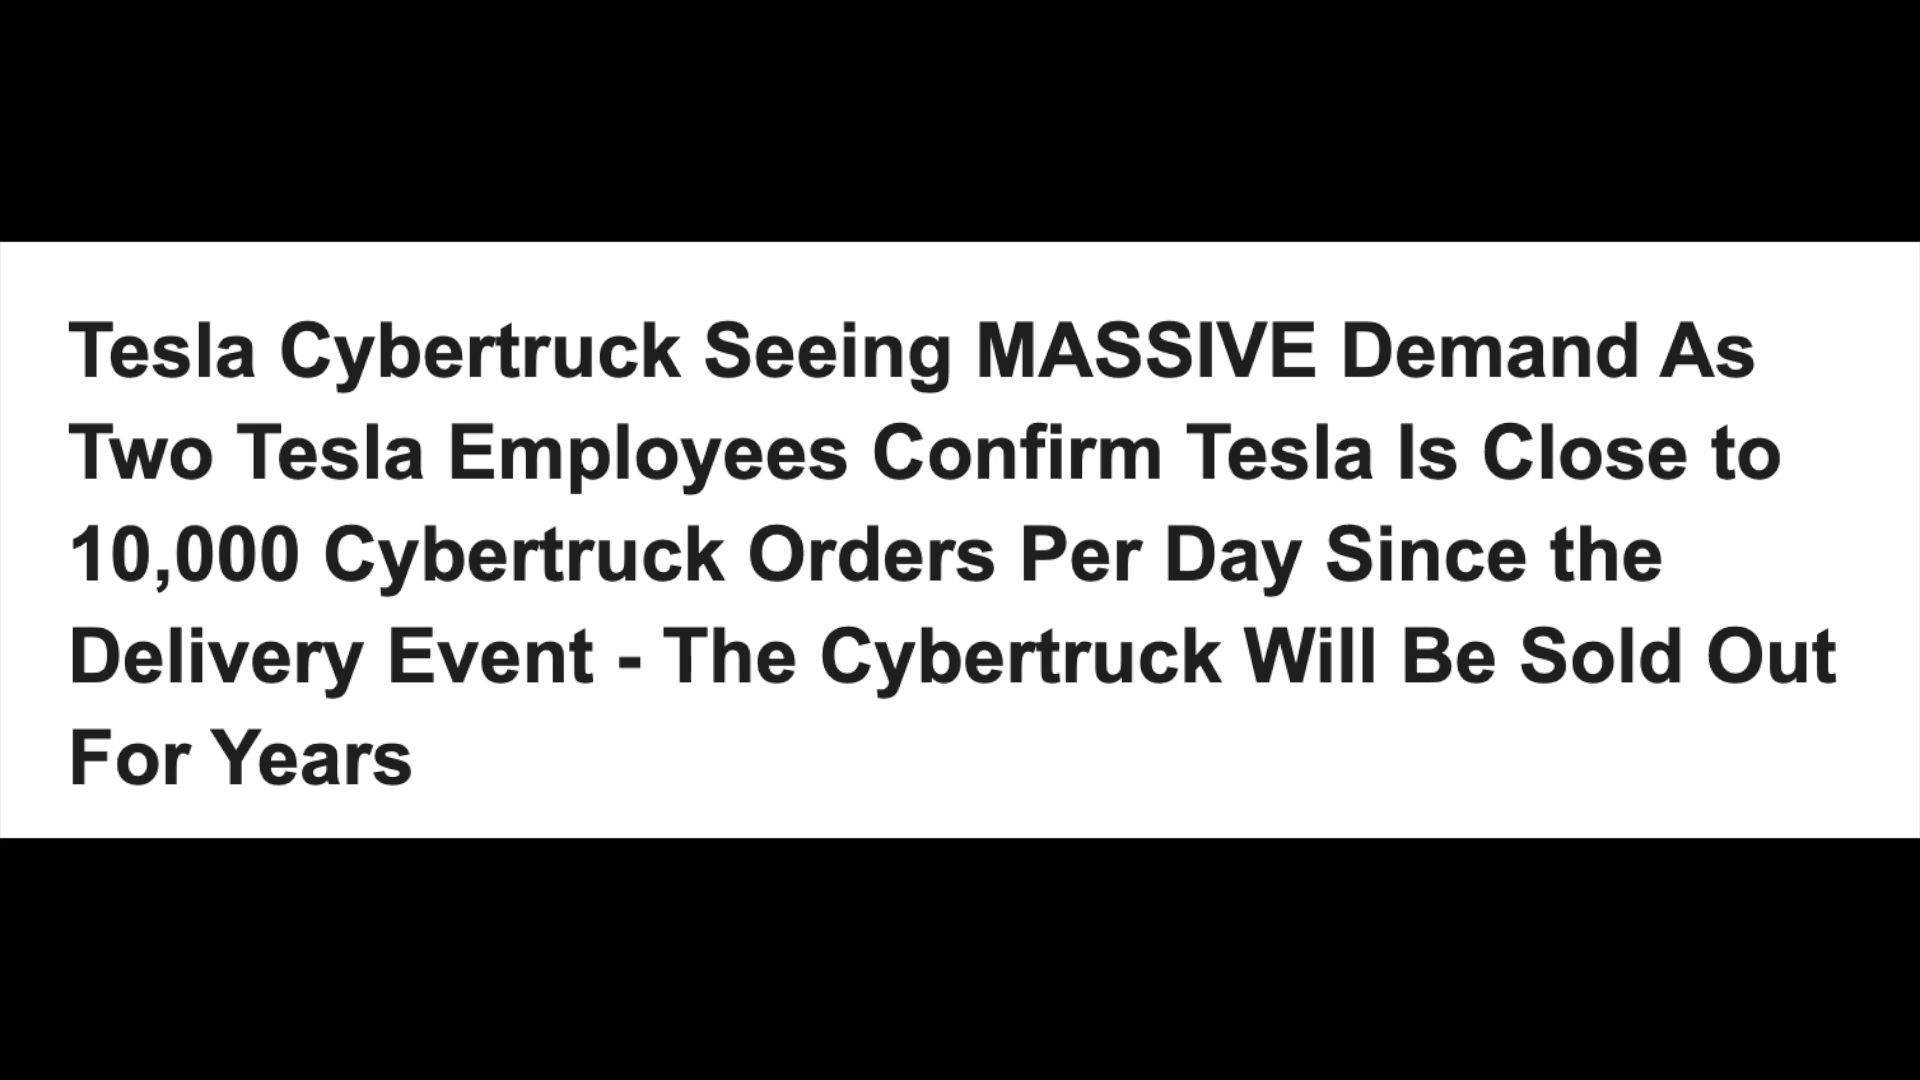 Tesla Cybertruck Seeing MASSIVE Demand As
Two Tesla Employees Confirm Tesla Is Close to
10,000 Cybertruck Orders Per Day Since the
Delivery Event - The Cybertruck Will Be Sold Out
For Years